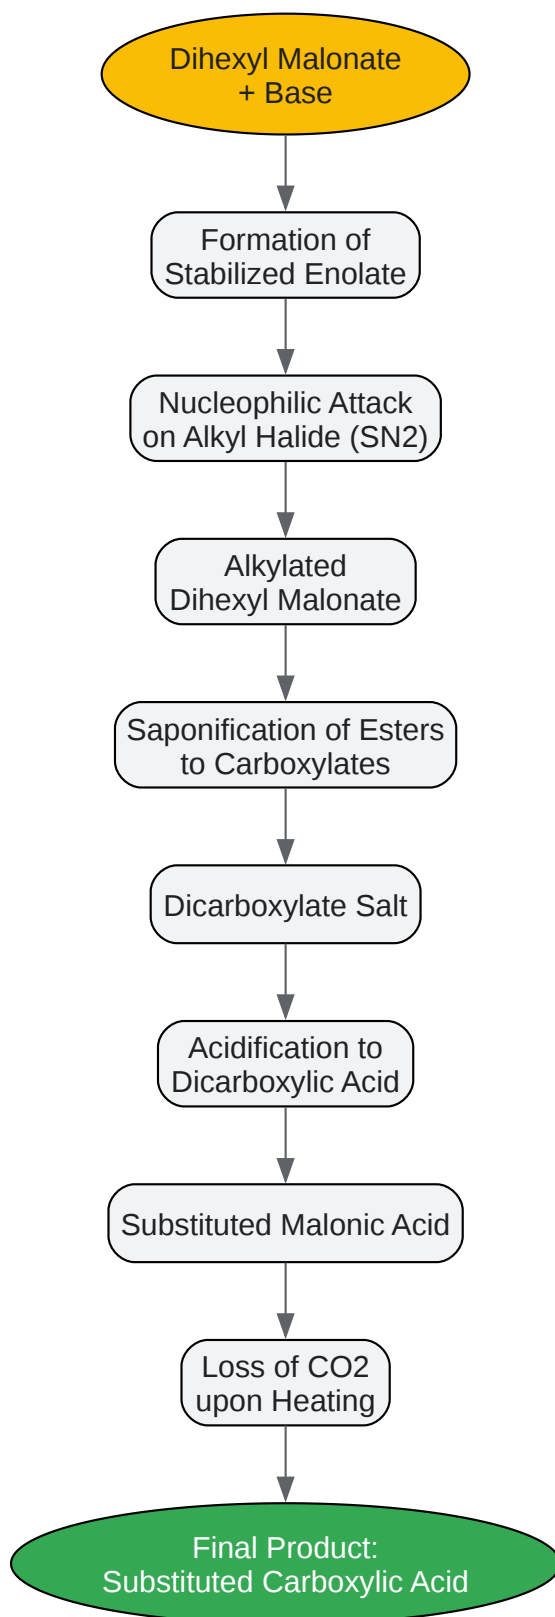 Dihexyl Malonate
+ Base
Formation of
Stabilized Enolate
Nucleophilic Attack
on Alkyl Halide (SN2)
Alkylated
Dihexyl Malonate
Saponification of Esters
to Carboxylates
Dicarboxylate Salt
Acidification to
Dicarboxylic Acid
Substituted Malonic Acid
Loss of CO2
upon Heating
Final Product:
Substituted Carboxylic Acid